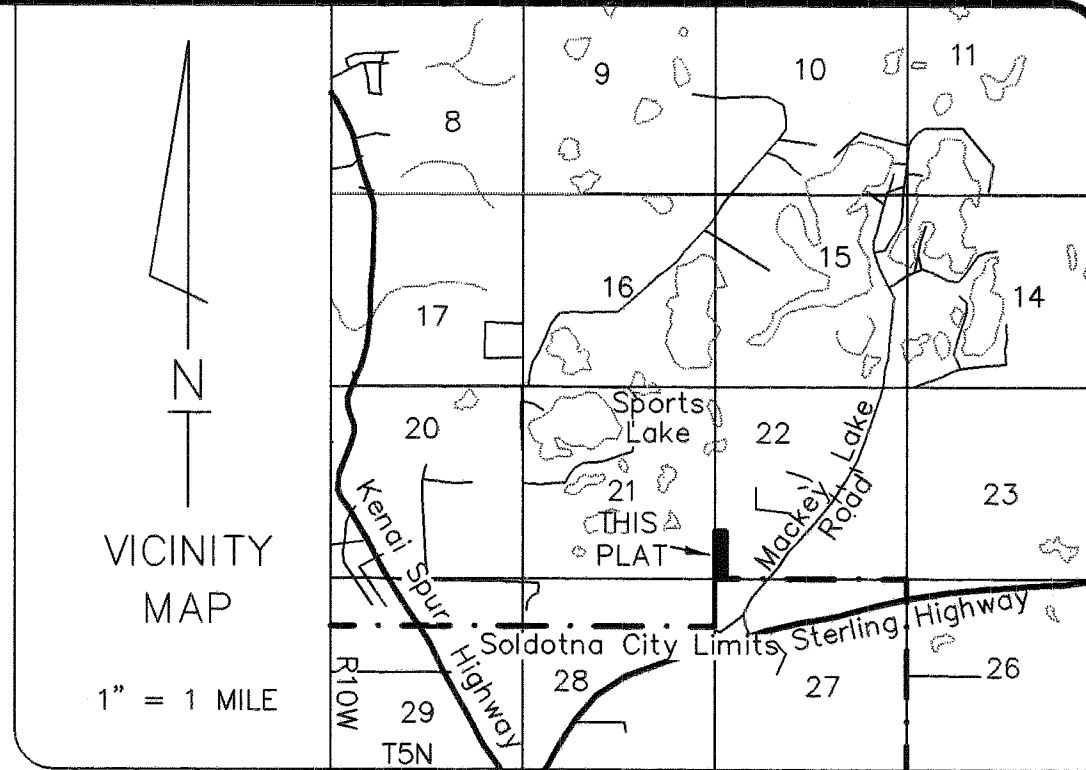 11
10
9
8
15
16
14
17
N
Sports
Lake
22
20
23
21
THIS
PLAT
Mackey Lake
Road
Kenai Spur Highway
VICINITY
MAP
Soldotna City Limits
Sterling Highway
1" = 1 MILE
R10W
29
T5N
28
27
26